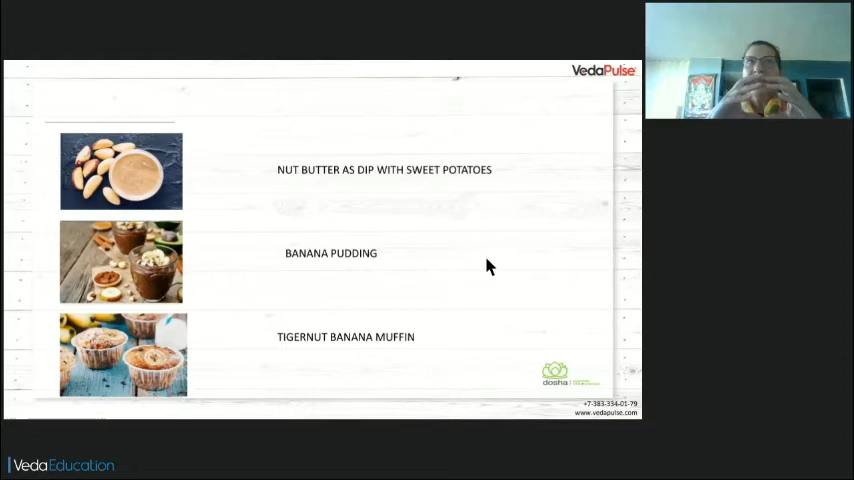 VedaPulse
NUT BUTTER AS DIP WITH SWEET POTATOES
BANANA PUDDING
TIGERNUT BANANA MUFFIN
dosha
+7-383-334-01-79
www.vedapulse.com
VedaEducation